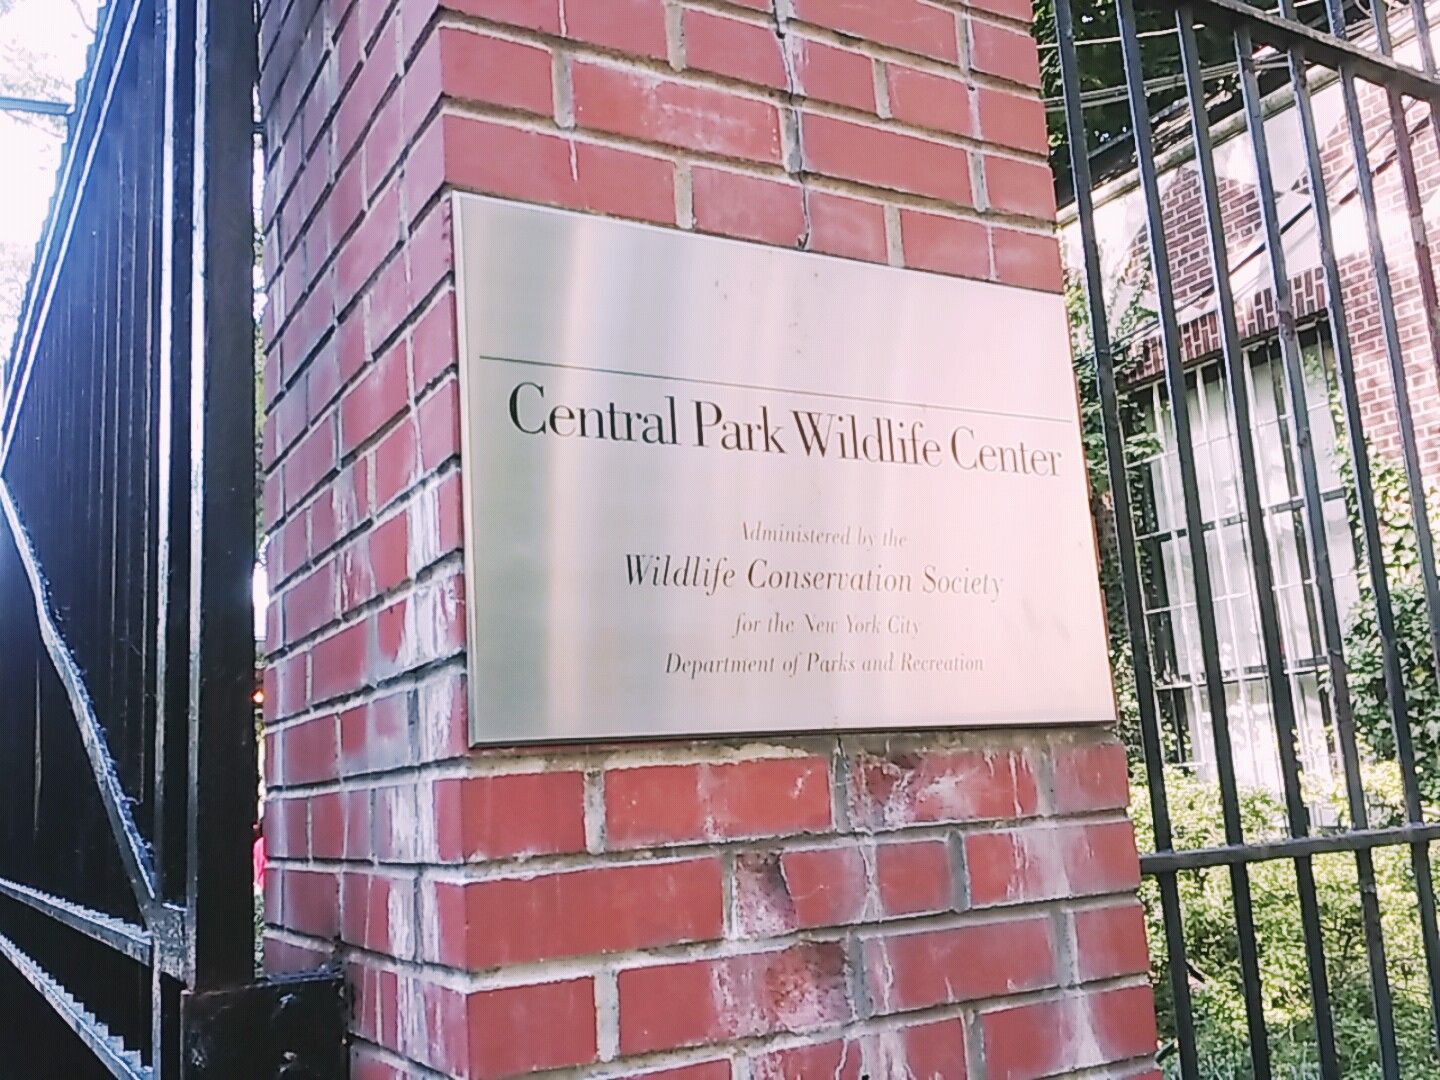 Central Park Wildlife Center
Administered by the
Wildlife Conservation Society
for the New York City
Department of Parks and Recreation